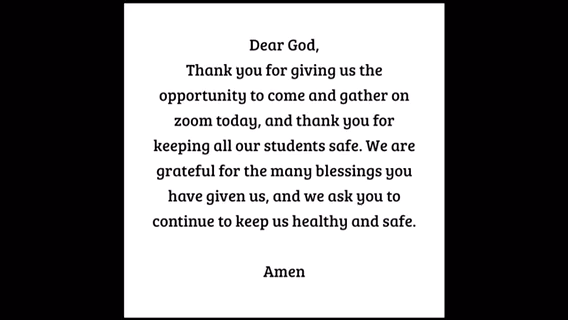 Dear God,
Thank you for giving us the
opportunity to come and gather on
zoom today, and thank you for
keeping all our students safe. We are
grateful for the many blessings you
have given us, and we ask you to
continue to keep us healthy and safe.
Amen